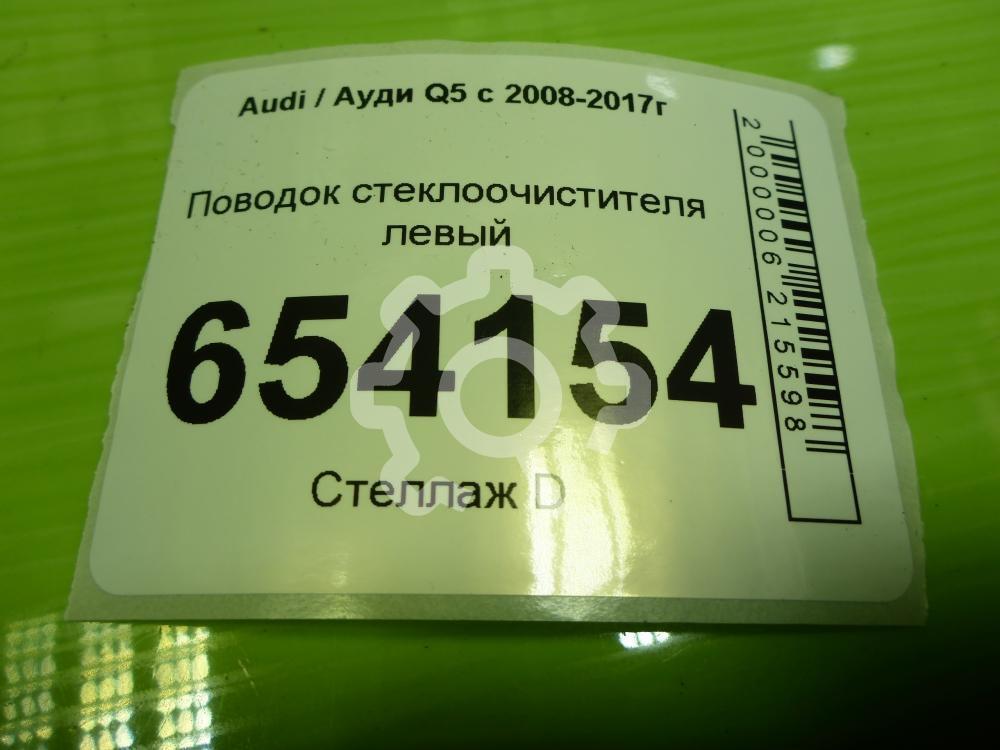 Audi / Ауди Q5 с 2008-2017г
Поводок стеклоочистителя
левый
654154
Стеллаж D
2000006215598